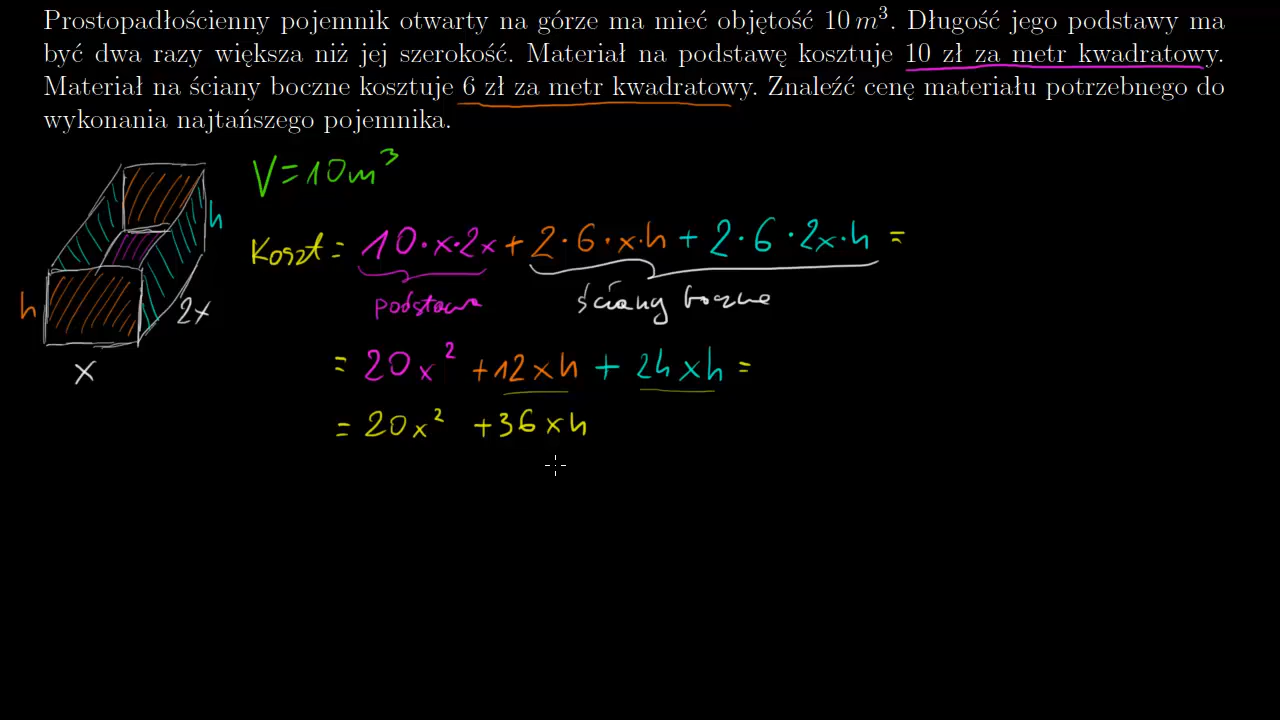 Prostopadłościenny pojemnik otwarty na górze ma mieć objętość 10 m³. Długość jego podstawy ma
być dwa razy większa niż jej szerokość. Materiał na podstawę kosztuje 10 zł za metr kwadratowy.
Materiał na ściany boczne kosztuje 6 zł za metr kwadratowy. Znaleźć cenę materiału potrzebnego do
wykonania najtańszego pojemnika.
V=10m³
h
Koszt = 10·x·2x + 2·6·x·h + 2·6·2x·h =
podstawa ściany boczne
h
2x
x
= 20x² + 12xh + 24xh =
= 20x² + 36xh